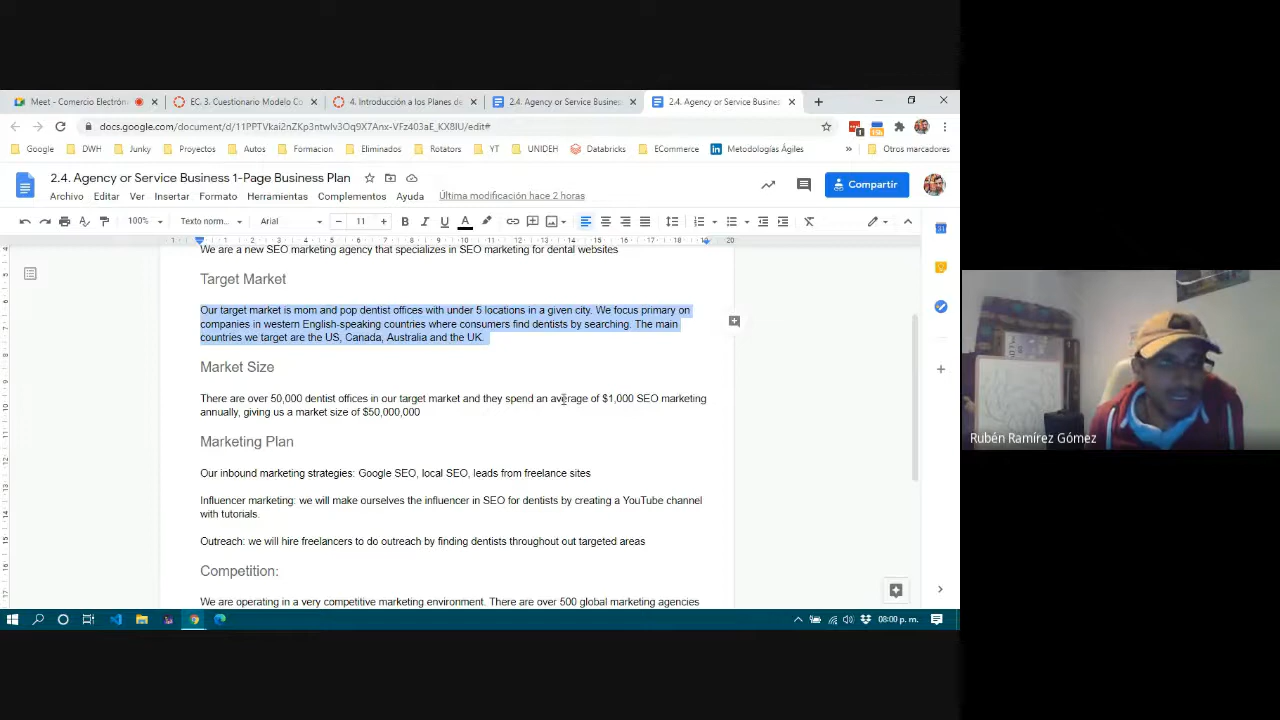 Meet - Comercio Electrón
EC. 3. Cuestionario Modelo Co
4. Introducción a los Planes de
2.4. Agency or Service Business
2.4. Agency or Service Busines
docs.google.com/document/d/11PPTVkai2nZKp3ntwIv3Oq9X7Anx-VFz403aE_KX8IU/edit#
Google
DWH
Junky
Proyectos
Autos
Formacion
Eliminados
Rotators
YT
UNIDEH
Databricks
ECommerce
Metodologías Ágiles
»
Otros marcadores
2.4. Agency or Service Business 1-Page Business Plan
Compartir
Archivo Editar Ver Insertar Formato Herramientas Complementos Ayuda Última modificación hace 2 horas
100% Texto norm... Arial 11
We are a new SEO marketing agency that specializes in SEO marketing for dental websites
Target Market
Our target market is mom and pop dentist offices with under 5 locations in a given city. We focus primary on
companies in western English-speaking countries where consumers find dentists by searching. The main
countries we target are the US, Canada, Australia and the UK.
Market Size
There are over 50,000 dentist offices in our target market and they spend an average of $1,000 SEO marketing
annually, giving us a market size of $50,000,000
Marketing Plan
Our inbound marketing strategies: Google SEO, local SEO, leads from freelance sites
Influencer marketing: we will make ourselves the influencer in SEO for dentists by creating a YouTube channel
with tutorials.
Outreach: we will hire freelancers to do outreach by finding dentists throughout out targeted areas
Competition:
We are operating in a very competitive marketing environment. There are over 500 global marketing agencies
08:00 p. m.
Rubén Ramírez Gómez